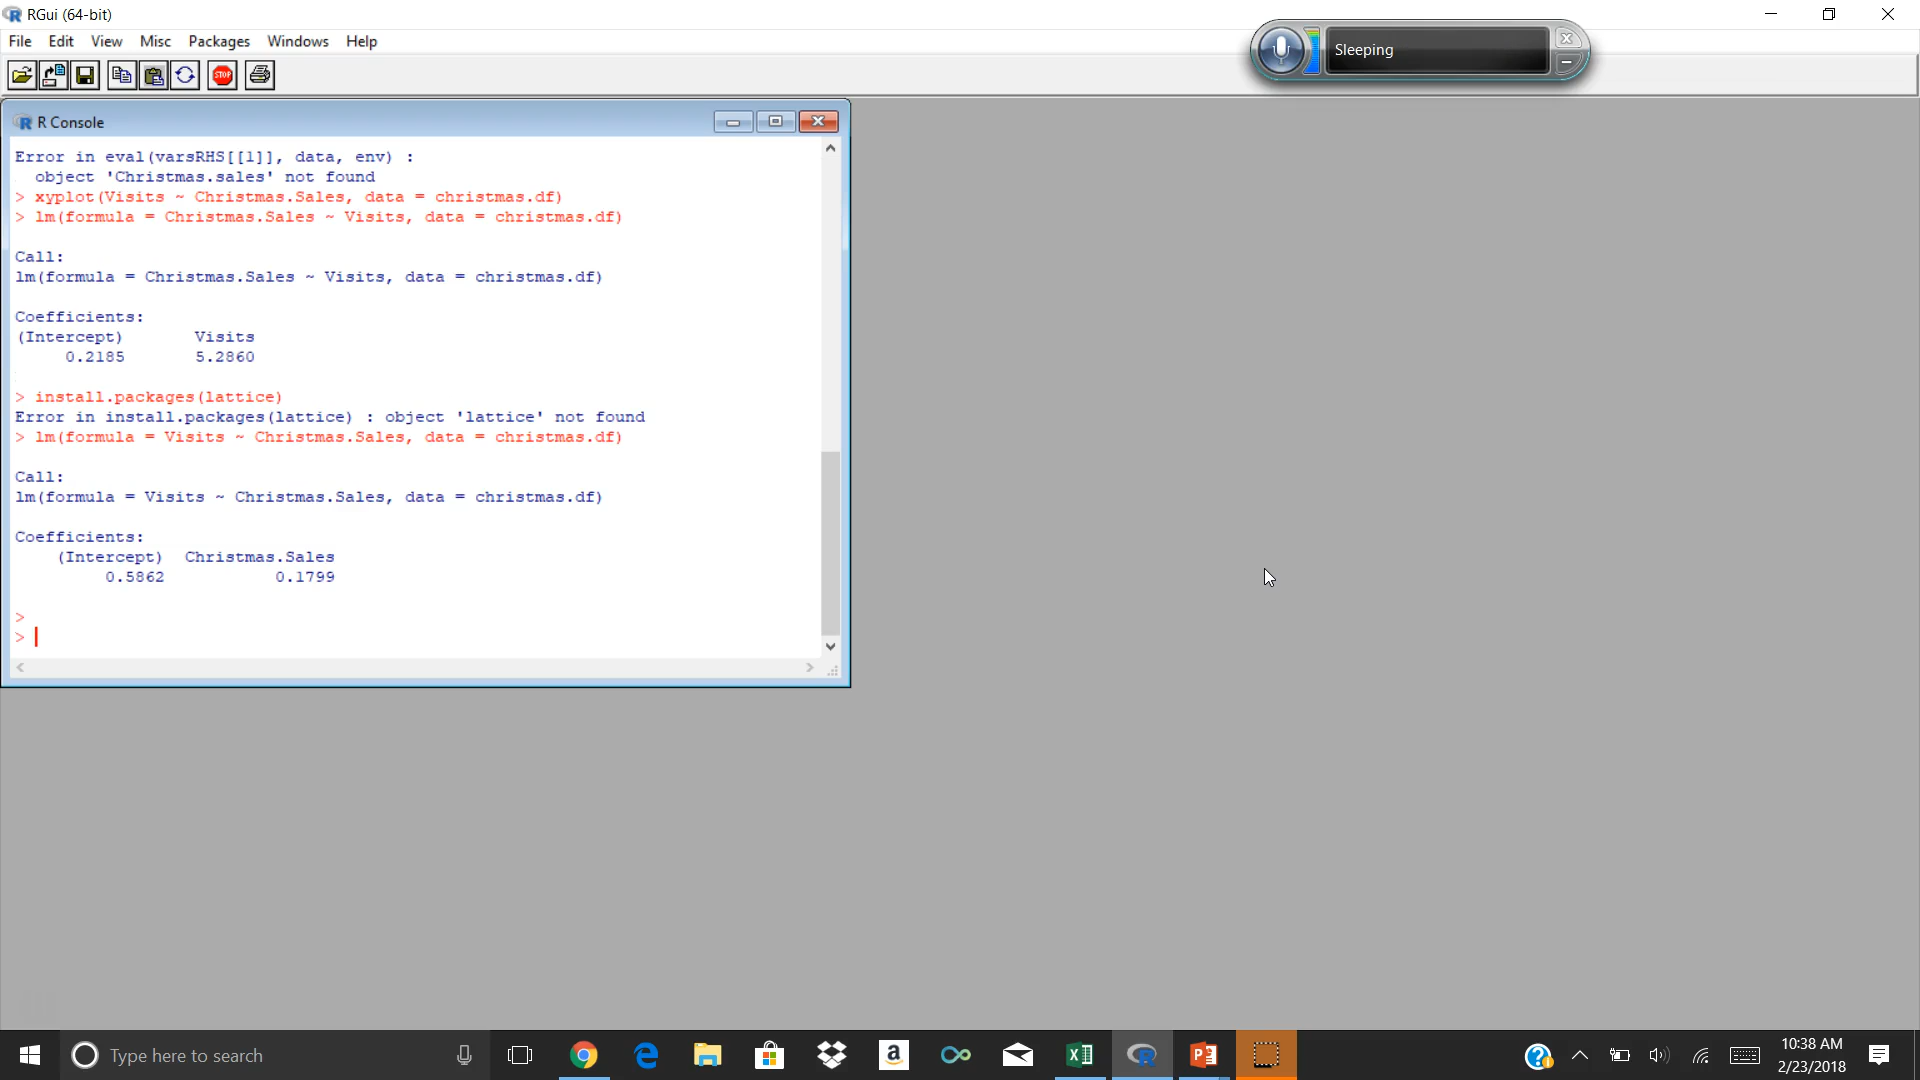 RGui (64-bit)
File Edit View Misc Packages Windows Help
STOP
Sleeping
R Console
Error in eval(varsRHS[[1]], data, env) :
  object 'Christmas.sales' not found
> xyplot(Visits ~ Christmas.Sales, data = christmas.df)
> lm(formula = Christmas.Sales ~ Visits, data = christmas.df)
Call:
lm(formula = Christmas.Sales ~ Visits, data = christmas.df)
Coefficients:
(Intercept)       Visits
     0.2185       5.2860
> install.packages(lattice)
Error in install.packages(lattice) : object 'lattice' not found
> lm(formula = Visits ~ Christmas.Sales, data = christmas.df)
Call:
lm(formula = Visits ~ Christmas.Sales, data = christmas.df)
Coefficients:
    (Intercept)  Christmas.Sales
         0.5862           0.1799
>
>
Type here to search
10:38 AM
2/23/2018